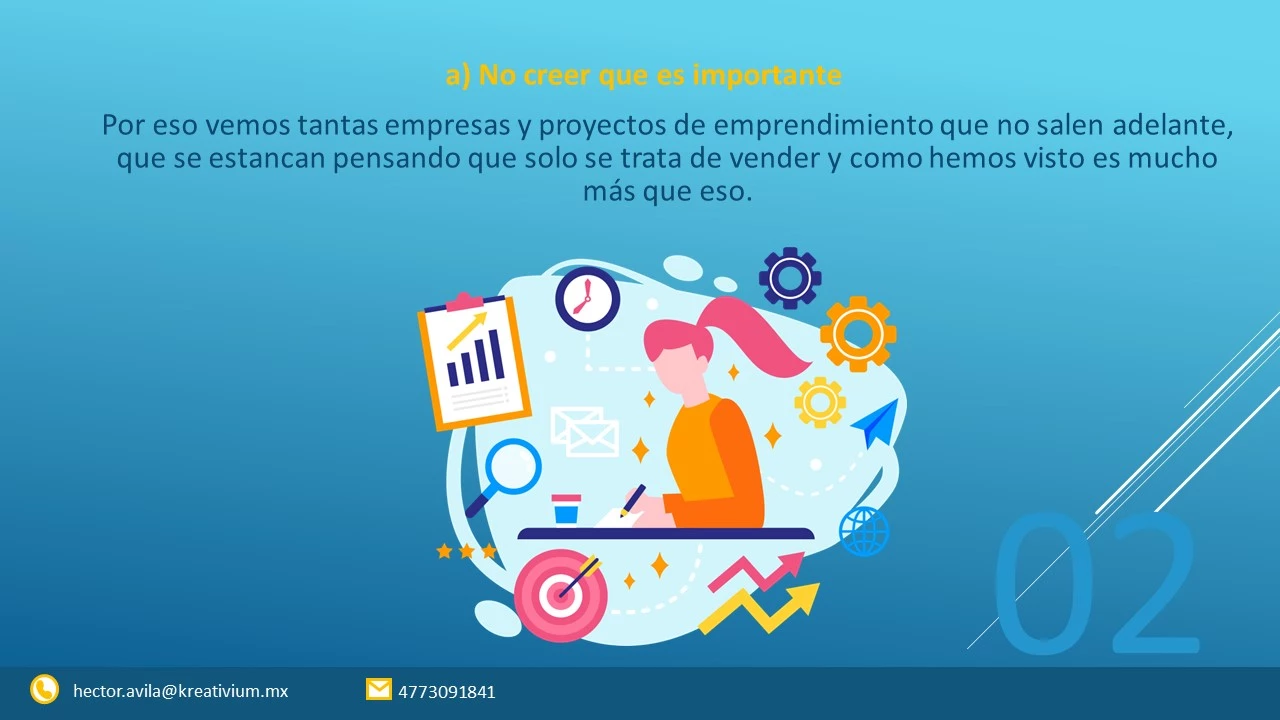 a) No creer que es importante
Por eso vemos tantas empresas y proyectos de emprendimiento que no salen adelante,
que se estancan pensando que solo se trata de vender y como hemos visto es mucho
más que eso.
02
hector.avila@kreativium.mx
4773091841